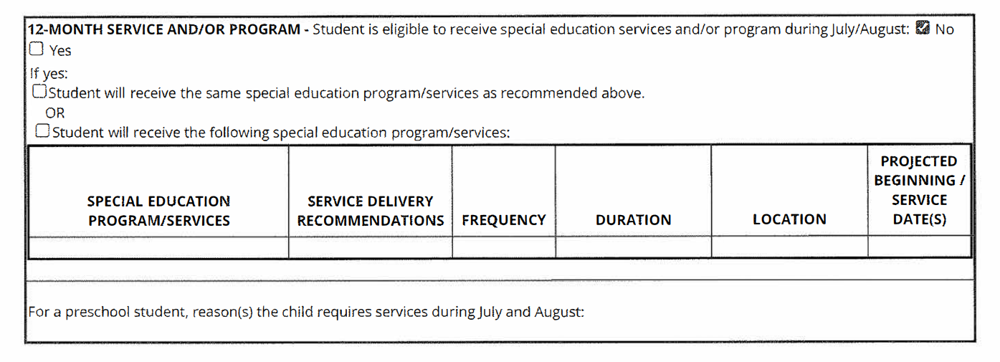 12-MONTH SERVICE AND/OR PROGRAM - Student is eligible to receive special education services and/or program during July/August: ☑ No
☐ Yes
If yes:
☐ Student will receive the same special education program/services as recommended above.
OR
☐ Student will receive the following special education program/services:
SPECIAL EDUCATION PROGRAM/SERVICES
SERVICE DELIVERY RECOMMENDATIONS
FREQUENCY
DURATION
LOCATION
PROJECTED BEGINNING / SERVICE DATE(S)
For a preschool student, reason(s) the child requires services during July and August: